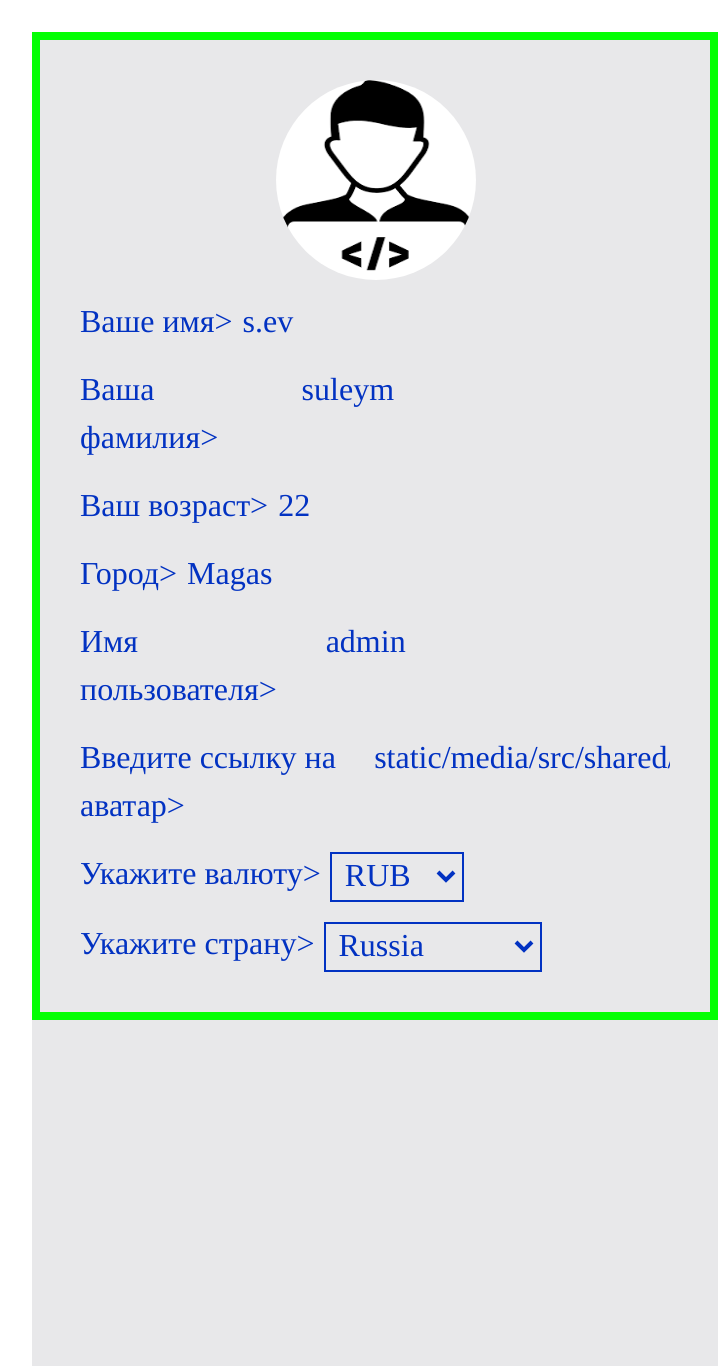 </>
Ваше имя> s.ev
Ваша suleym
фамилия>
Ваш возраст> 22
Город> Magas
Имя admin
пользователя>
Введите ссылку на static/media/src/shared/
аватар>
Укажите валюту> RUB
Укажите страну> Russia